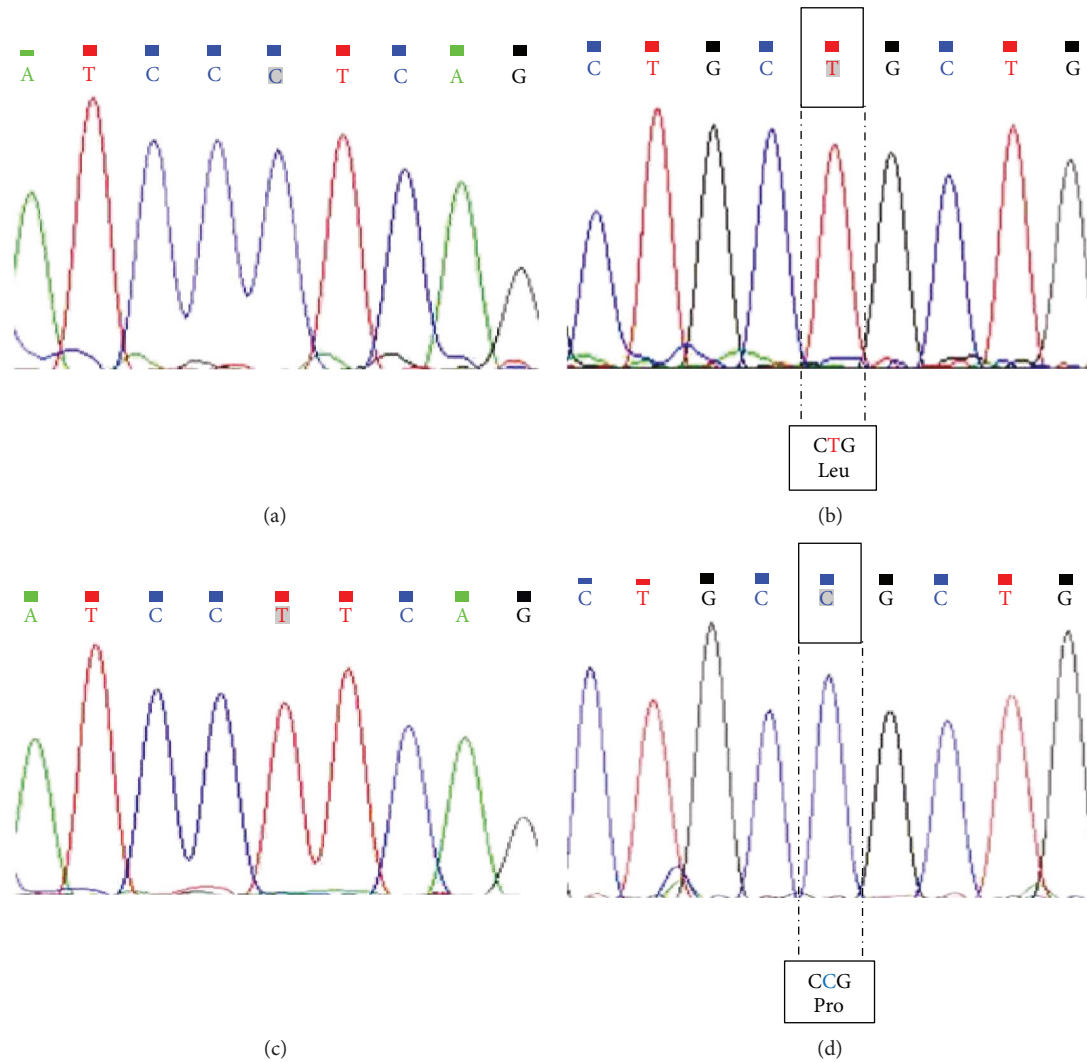 A T C C C T C A G
C T G C T G C T G
CTG
Leu
(a)
(b)
A T C C T T C A G
C T G C C G C T G
CCG
Pro
(c)
(d)